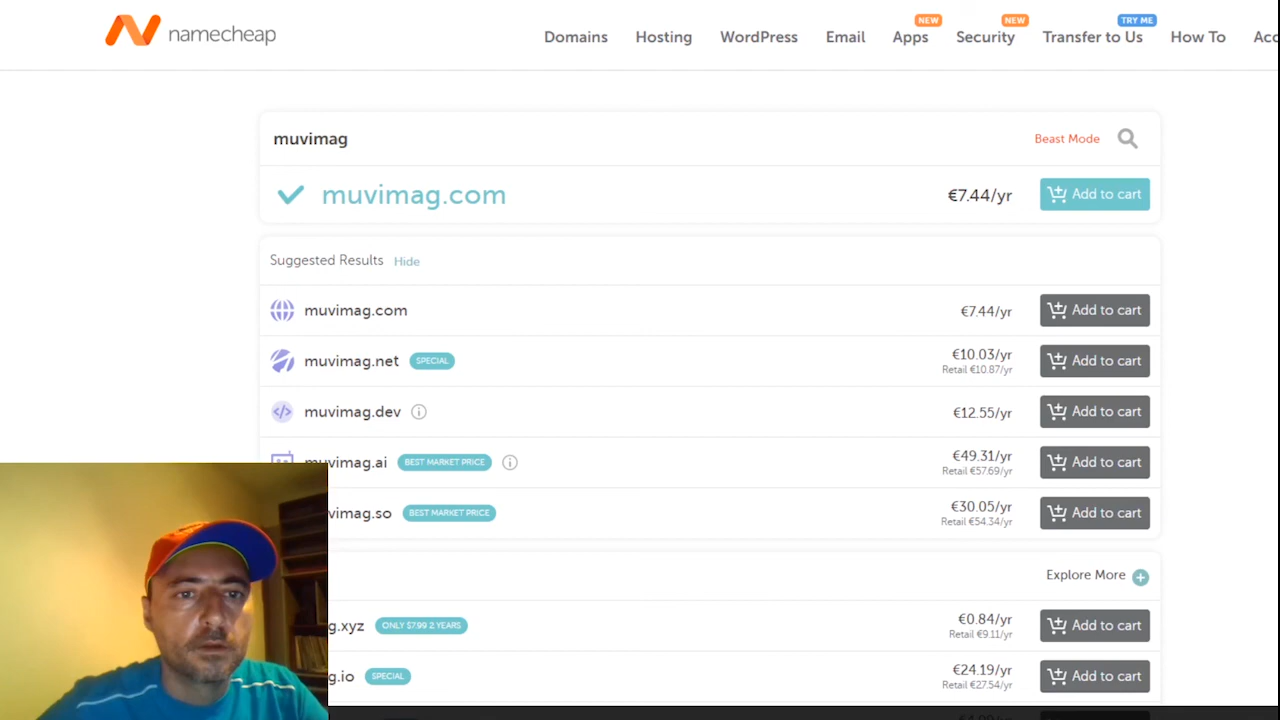 namecheap
Domains
Hosting
WordPress
Email
Apps
NEW
Security
NEW
Transfer to Us
TRY ME
How To
Acc
muvimag
Beast Mode
muvimag.com
€7.44/yr
Add to cart
Suggested Results Hide
muvimag.com
€7.44/yr
Add to cart
muvimag.net SPECIAL
€10.03/yr
Retail €10.87/yr
Add to cart
muvimag.dev
€12.55/yr
Add to cart
muvimag.ai BEST MARKET PRICE
€49.31/yr
Retail €57.69/yr
Add to cart
vimag.so BEST MARKET PRICE
€30.05/yr
Retail €54.34/yr
Add to cart
Explore More
g.xyz ONLY $7.99 2 YEARS
€0.84/yr
Retail €9.11/yr
Add to cart
g.io SPECIAL
€24.19/yr
Retail €27.54/yr
Add to cart